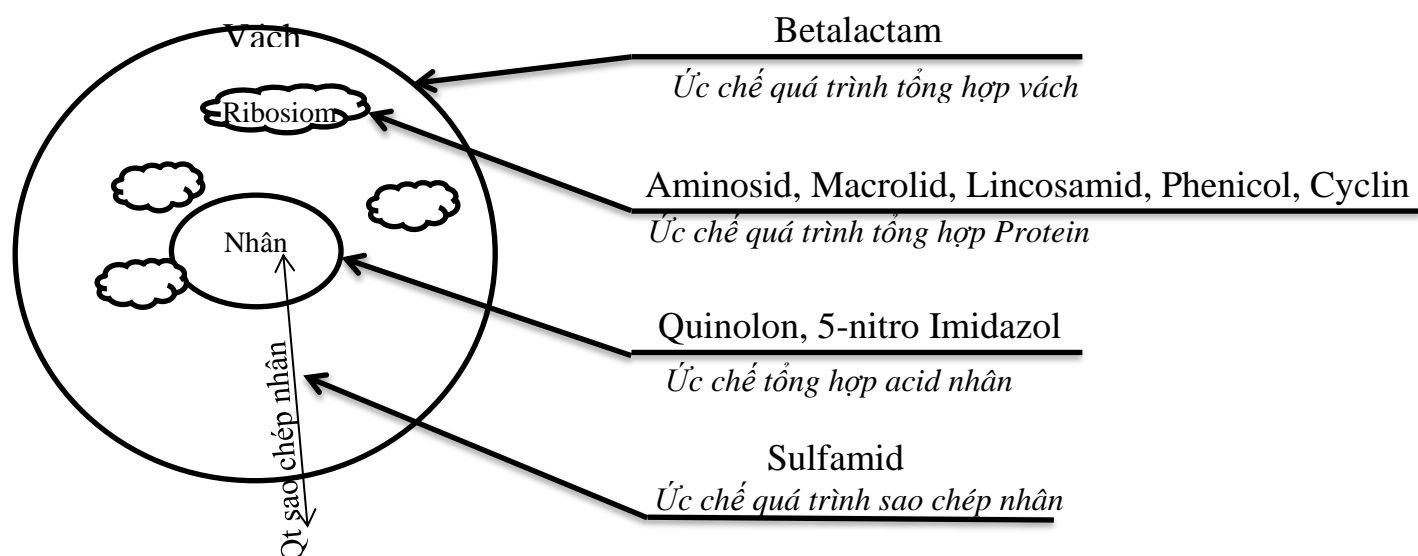 Vách
Betalactam
Ức chế quá trình tổng hợp vách
Ribosiom
Aminosid, Macrolid, Lincosamid, Phenicol, Cyclin
Ức chế quá trình tổng hợp Protein
Nhân
Quinolon, 5-nitro Imidazol
Ức chế tổng hợp acid nhân
Qt sao chép nhân
Sulfamid
Ức chế quá trình sao chép nhân